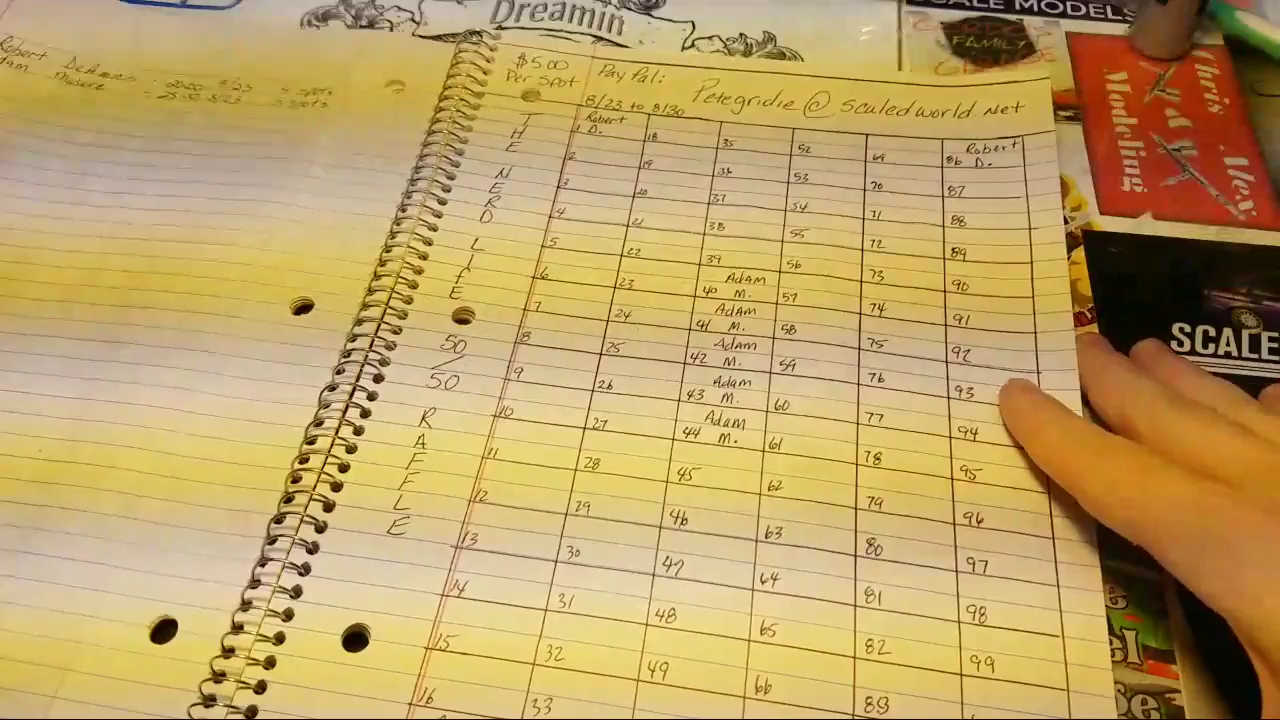 Dreamin
SCALE MODELS
FAMILY
Chris
Alex
Modeling
SCALE
Robert
$5.00
Per Spot
PayPal: Petegridie @ scaledworld.net
8/23 to 8/30
THE
NERD
LIFE
50
/
50
RAFFLE
1 Robert D. 18 35 52 69 86 Robert D.
2 19 36 53 70 87
3 20 37 54 71 88
4 21 38 55 72 89
5 22 39 56 73 90
6 23 40 Adam M. 57 74 91
7 24 41 Adam M. 58 75 92
8 25 42 Adam M. 59 76 93
9 26 43 Adam M. 60 77 94
10 27 44 Adam M. 61 78 95
11 28 45 62 79 96
12 29 46 63 80 97
13 30 47 64 81 98
14 31 48 65 82 99
15 32 49 66 83
16 33